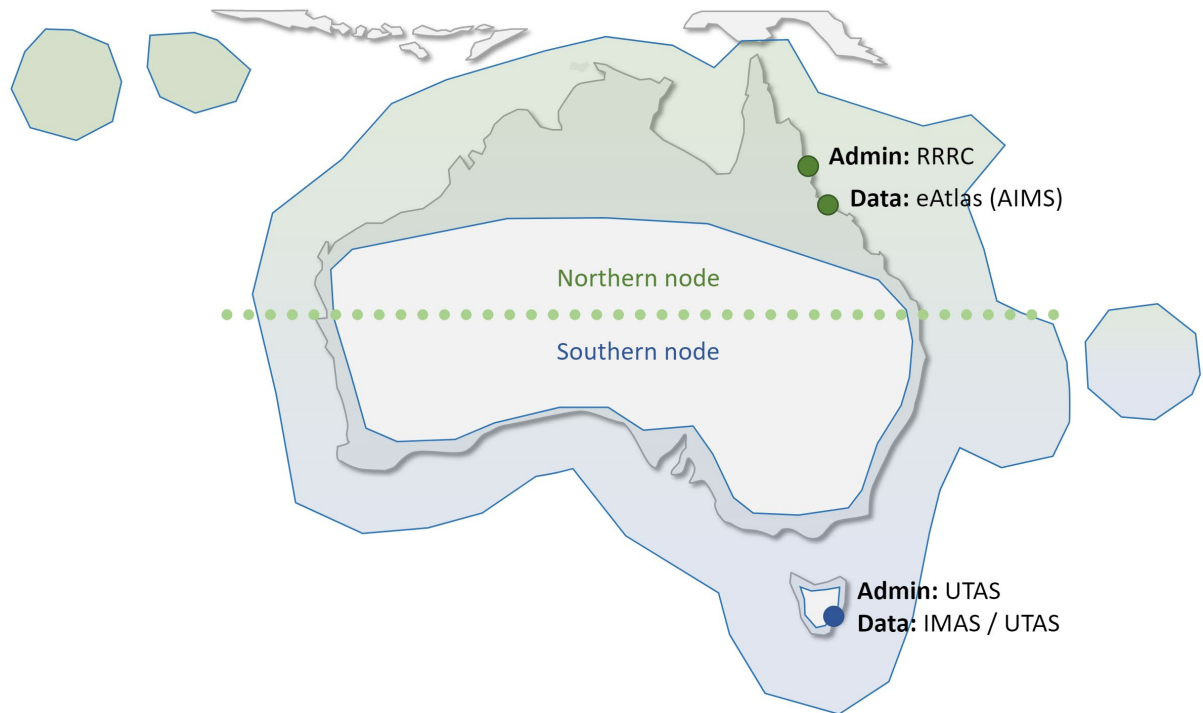 Admin: RRRC
Data: eAtlas (AIMS)
Northern node
Southern node
Admin: UTAS
Data: IMAS / UTAS